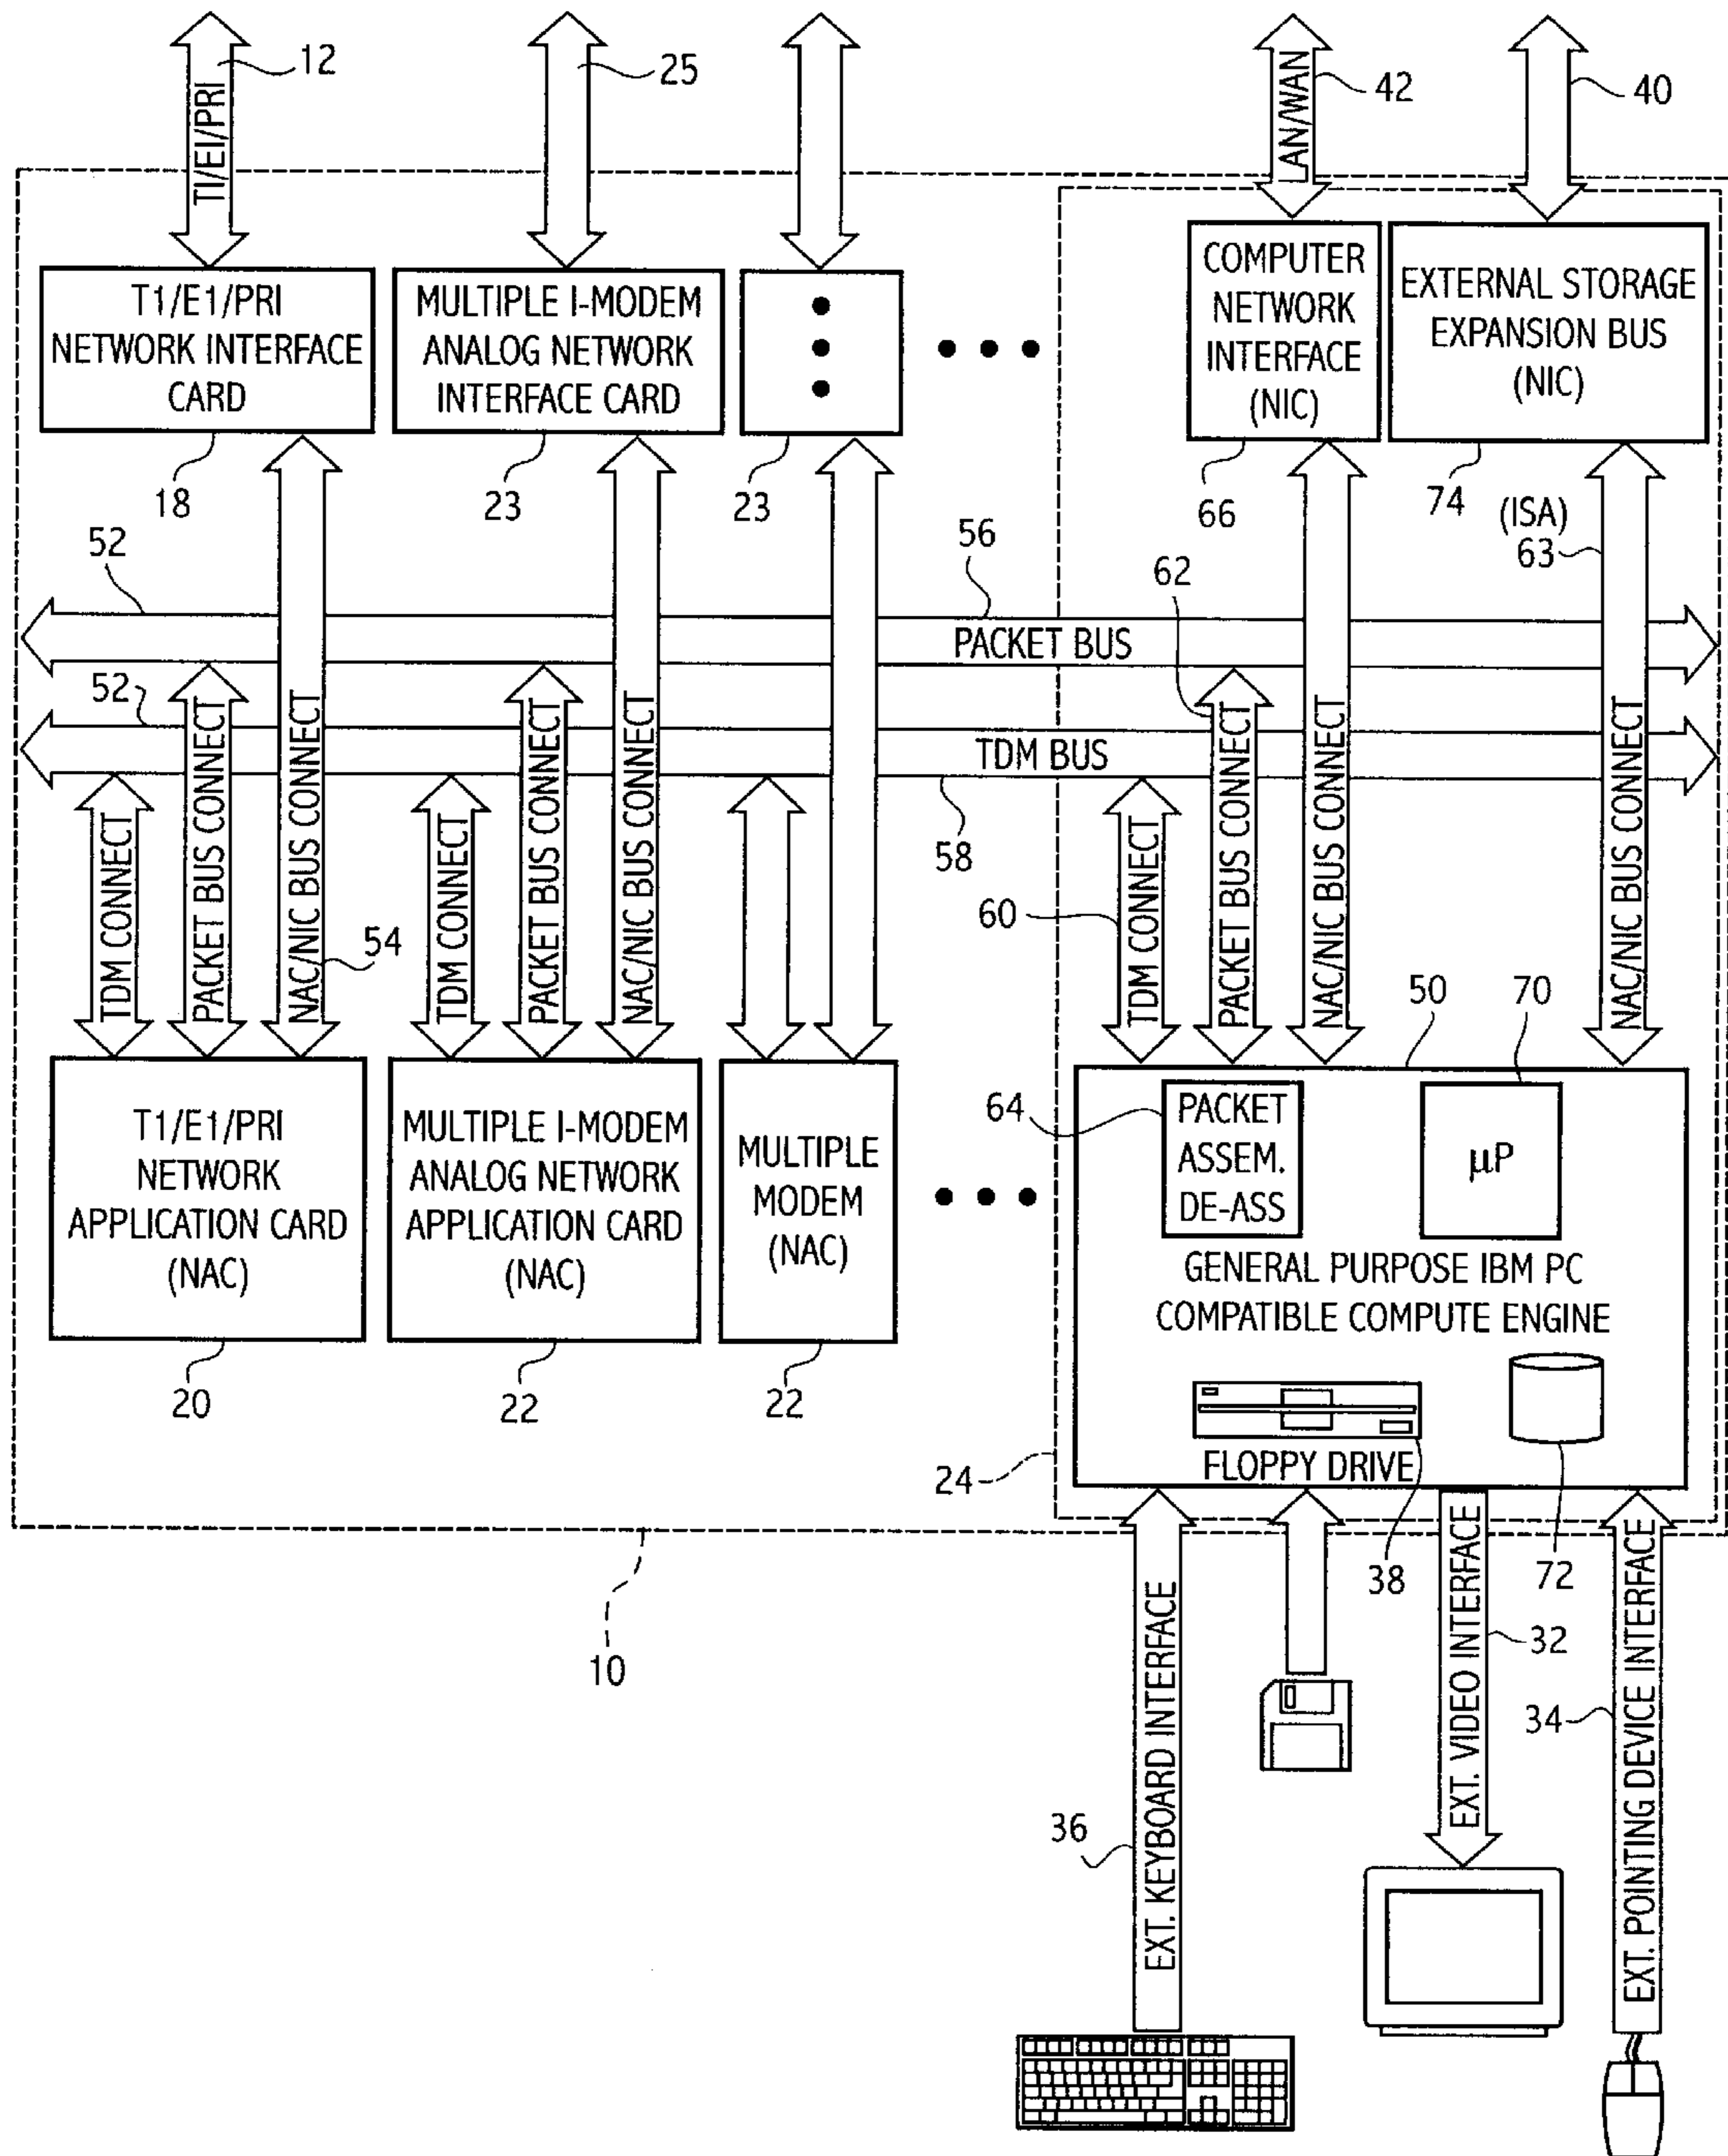 12
25
42
40
TI/EI/PRI
LAN/WAN
T1/E1/PRI
NETWORK INTERFACE
CARD
MULTIPLE I-MODEM
ANALOG NETWORK
INTERFACE CARD
COMPUTER
NETWORK
INTERFACE
(NIC)
EXTERNAL STORAGE
EXPANSION BUS
(NIC)
18
23
23
66
74
(ISA)
63
52
56
62
PACKET BUS
52
TDM BUS
58
TDM CONNECT
PACKET BUS CONNECT
NAC/NIC BUS CONNECT
54
TDM CONNECT
PACKET BUS CONNECT
NAC/NIC BUS CONNECT
60
TDM CONNECT
PACKET BUS CONNECT
NAC/NIC BUS CONNECT
NAC/NIC BUS CONNECT
50
70
64
T1/E1/PRI
NETWORK
APPLICATION CARD
(NAC)
MULTIPLE I-MODEM
ANALOG NETWORK
APPLICATION CARD
(NAC)
MULTIPLE
MODEM
(NAC)
PACKET
ASSEM.
DE-ASS
µP
GENERAL PURPOSE IBM PC
COMPATIBLE COMPUTE ENGINE
FLOPPY DRIVE
20
22
22
24
38
72
10
EXT. KEYBOARD INTERFACE
36
EXT. VIDEO INTERFACE
32
EXT. POINTING DEVICE INTERFACE
34